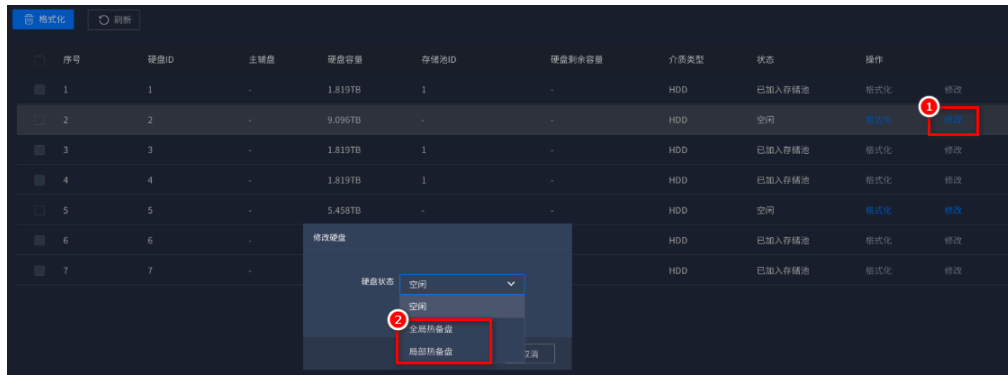 格式化 刷新
序号 硬盘ID 主辅盘 硬盘容量 存储池ID 硬盘剩余容量 介质类型 状态 操作
1 1 - 1.819TB 1 - HDD 已加入存储池 格式化 修改
1
2 2 - 9.096TB - - HDD 空闲 格式化 修改
3 3 - 1.819TB 1 - HDD 已加入存储池 格式化 修改
4 4 - 1.819TB 1 - HDD 已加入存储池 格式化 修改
5 5 - 5.458TB - - HDD 空闲 格式化 修改
6 6 - HDD 已加入存储池 格式化 修改
7 7 - HDD 已加入存储池 格式化 修改
修改硬盘
硬盘状态 空闲
空闲
2
全局热备盘
局部热备盘
取消